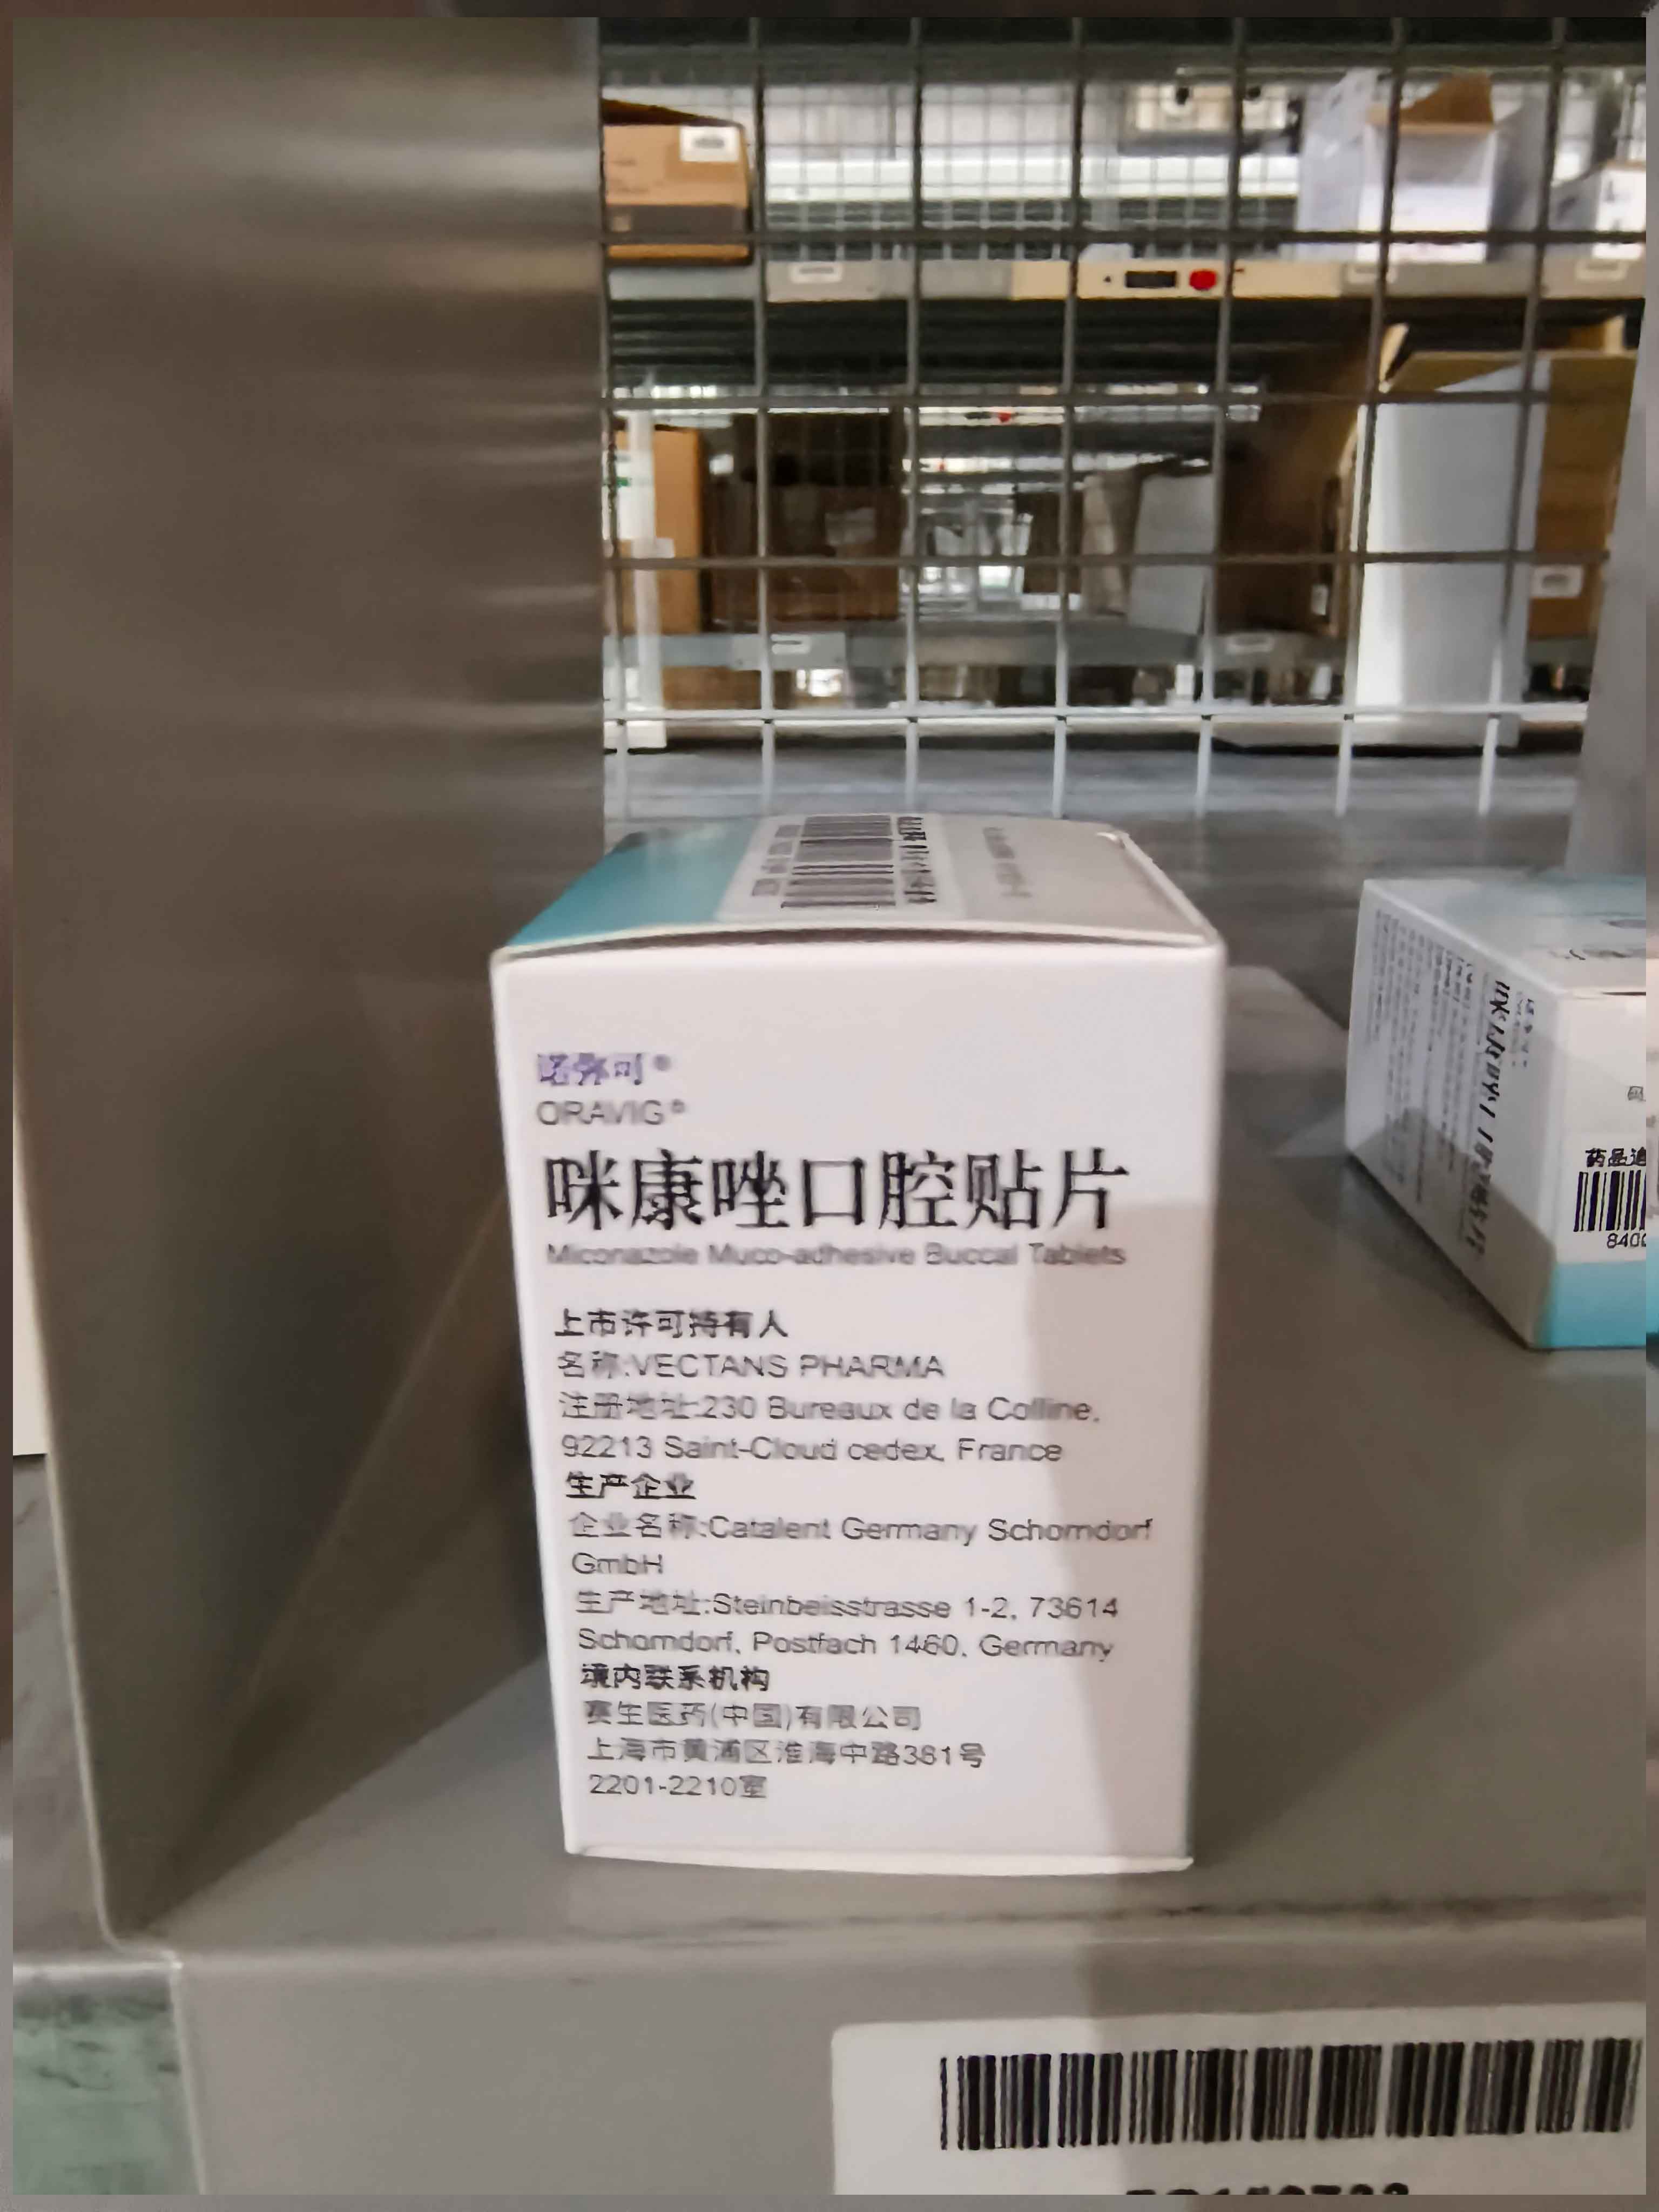 诺弥可®
ORAVIG®
咪康唑口腔贴片
Miconazole Muco-adhesive Buccal Tablets
上市许可持有人
名称:VECTANS PHARMA
注册地址:230 Bureaux de la Colline,
92213 Saint-Cloud cedex, France
生产企业
企业名称:Catalent Germany Schorndorf
GmbH
生产地址:Steinbeisstrasse 1-2, 73614
Schorndorf, Postfach 1460, Germany
境内联系机构
赛生医药(中国)有限公司
上海市黄浦区淮海中路381号
2201-2210室
药品追
840